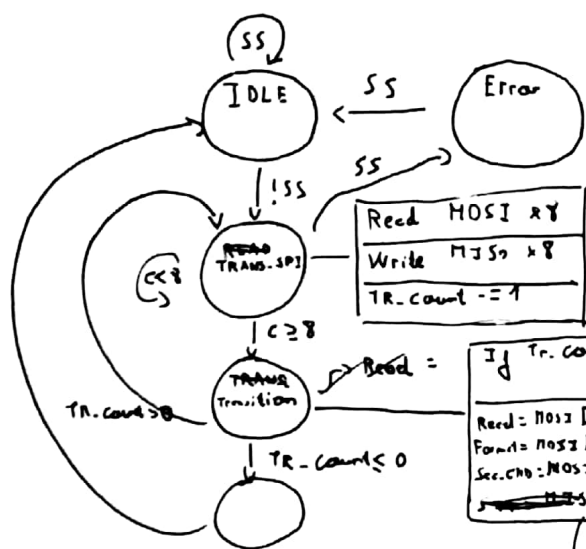 SS
IDLE
SS
Error
!SS
SS
TRANS_SPI
Read MOSI x8
Write MISO x8
TR_count -= 1
c<8
c≥8
Read =
Transition
TR_count>0
TR_count≤0
If Tr_co
Read = MOSI [
Format = MOSI
Sec_CMD = MOSI